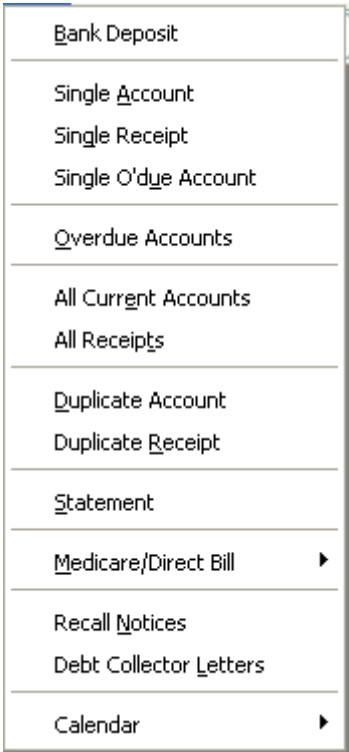 Bank Deposit
Single Account
Single Receipt
Single O'due Account
Overdue Accounts
All Current Accounts
All Receipts
Duplicate Account
Duplicate Receipt
Statement
Medicare/Direct Bill
Recall Notices
Debt Collector Letters
Calendar